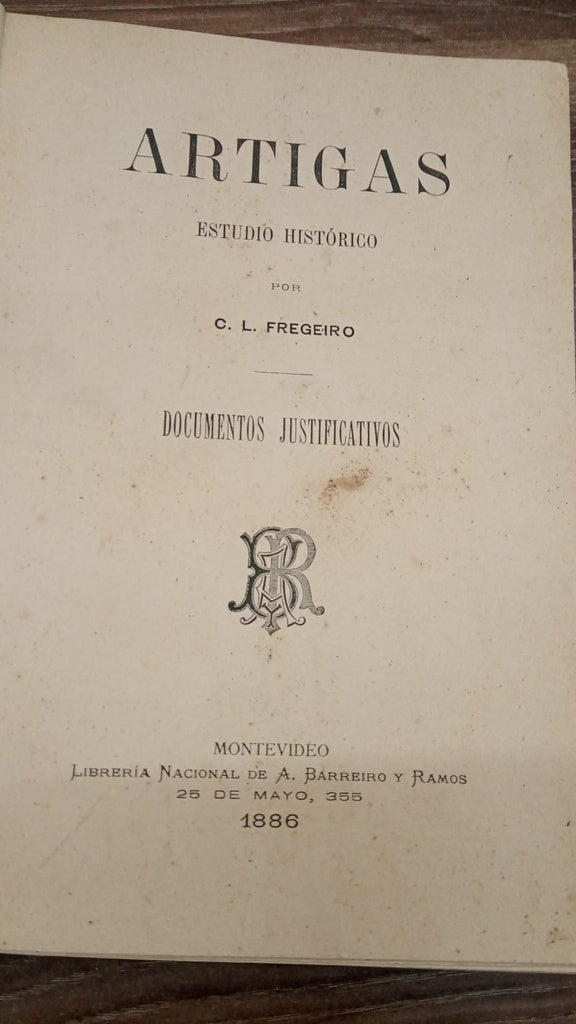 ARTIGAS
ESTUDIO HISTÓRICO
POR
C. L. FREGEIRO
DOCUMENTOS JUSTIFICATIVOS
MONTEVIDEO
LIBRERÍA NACIONAL DE A. BARREIRO Y RAMOS
25 DE MAYO, 355
1886